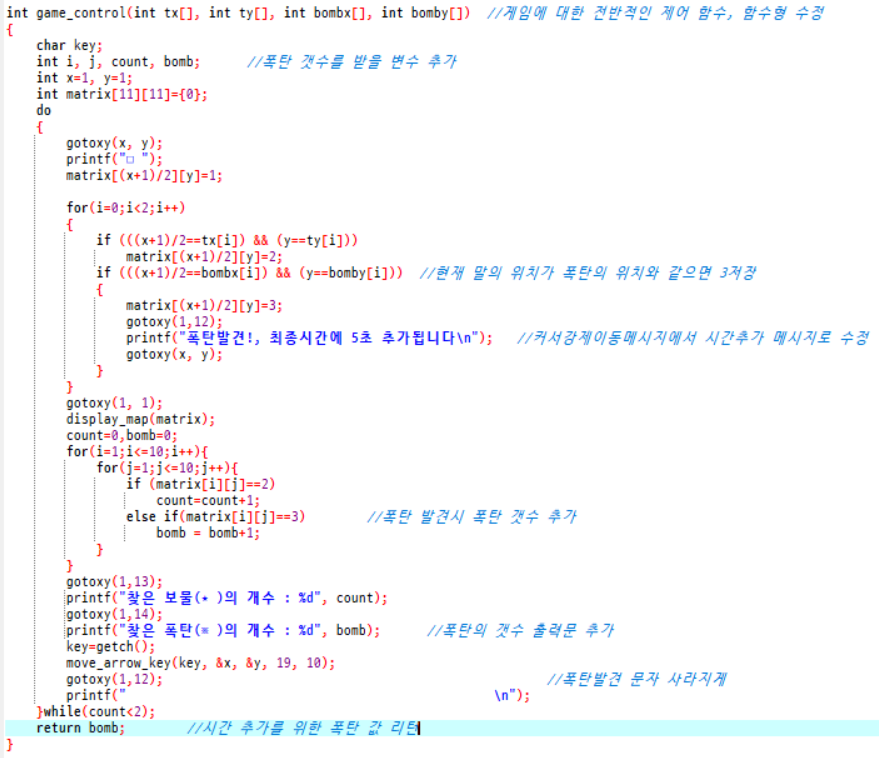 int game_control(int tx[], int ty[], int bombx[], int bomby[])  //게임에 대한 전반적인 제어 함수, 함수형 수정
{
    char key;
    int i, j, count, bomb;      //폭탄 갯수를 받을 변수 추가
    int x=1, y=1;
    int matrix[11][11]={0};
    do
    {
        gotoxy(x, y);
        printf("□ ");
        matrix[(x+1)/2][y]=1;

        for(i=0;i<2;i++)
        {
            if (((x+1)/2==tx[i]) && (y==ty[i]))
                matrix[(x+1)/2][y]=2;
            if (((x+1)/2==bombx[i]) && (y==bomby[i]))  //현재 말의 위치가 폭탄의 위치와 같으면 3저장
            {
                matrix[(x+1)/2][y]=3;
                gotoxy(1,12);
                printf("폭탄발견!, 최종시간에 5초 추가됩니다\n");   //커서강제이동메시지에서 시간추가 메시지로 수정
                gotoxy(x, y);
            }
        }
        gotoxy(1, 1);
        display_map(matrix);
        count=0,bomb=0;
        for(i=1;i<=10;i++){
            for(j=1;j<=10;j++){
                if (matrix[i][j]==2)
                    count=count+1;
                else if(matrix[i][j]==3)        //폭탄 발견시 폭탄 갯수 추가
                    bomb = bomb+1;
            }
        }
        gotoxy(1,13);
        printf("찾은 보물(★ )의 개수 : %d", count);
        gotoxy(1,14);
        printf("찾은 폭탄(※ )의 개수 : %d", bomb);      //폭탄의 갯수 출력문 추가
        key=getch();
        move_arrow_key(key, &x, &y, 19, 10);
        gotoxy(1,12);                                                   //폭탄발견 문자 사라지게
        printf("                                                 \n");
    }while(count<2);
    return bomb;        //시간 추가를 위한 폭탄 값 리턴
}